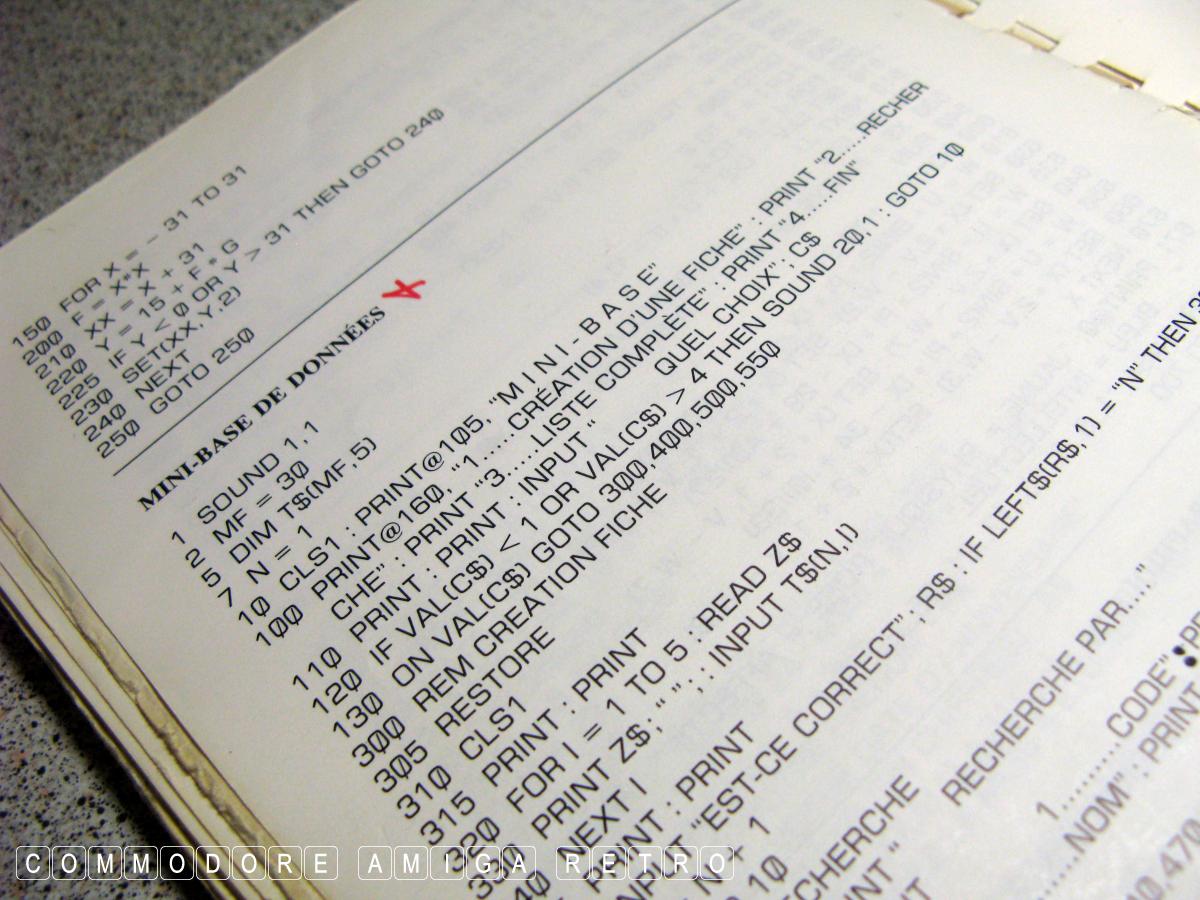 150 FOR X = - 31 TO 31
200 F = X*X
210 XX = X + 31
220 Y = 15 + F * G
225 IF Y < 0 OR Y > 31 THEN GOTO 240
230 SET(XX,Y,2)
240 NEXT
250 GOTO 250
MINI-BASE DE DONNÉES
1 SOUND 1,1
2 MF = 30
5 DIM T$(MF,5)
7 N = 1
10 CLS1 : PRINT@105, "M I N I - B A S E"
100 PRINT@160, "1.....CRÉATION D'UNE FICHE" : PRINT "2.....RECHER
CHE" : PRINT "3.....LISTE COMPLÈTE" : PRINT "4.....FIN"
110 PRINT : PRINT : INPUT " QUEL CHOIX" ; C$
120 IF VAL(C$) < 1 OR VAL(C$) > 4 THEN SOUND 20,1 : GOTO 10
130 ON VAL(C$) GOTO 300,400,500,550
300 REM CREATION FICHE
305 RESTORE
310 CLS1
315 PRINT : PRINT
320 FOR I = 1 TO 5 : READ Z$
330 PRINT Z$; " "; : INPUT T$(N,I)
NEXT I
PRINT : PRINT
"EST-CE CORRECT" ; R$ : IF LEFT$(R$,1) = "N" THEN
RECHERCHE PAR...."
1........CODE" : 
NOM" : PRINT
COMMODORE AMIGA RETRO